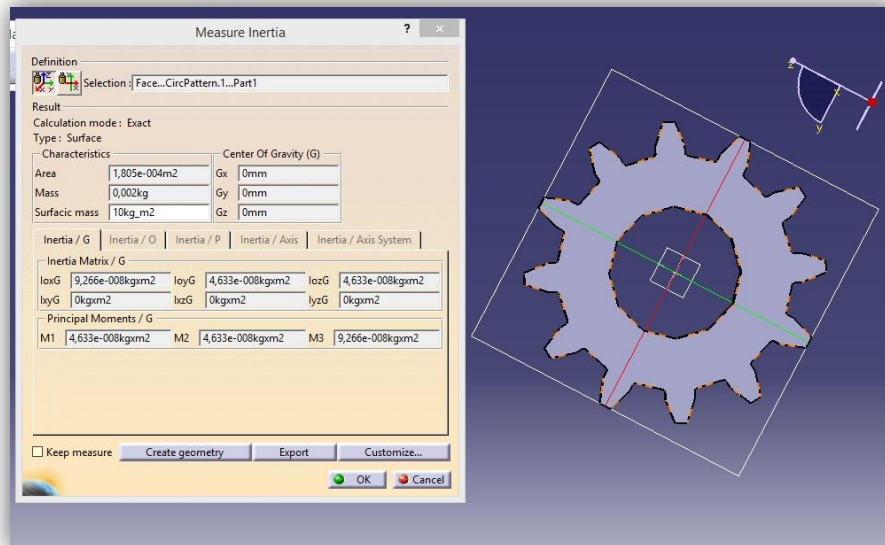 Measure Inertia ? ×
Definition
Selection : Face...CircPattern.1...Part1
Result
Calculation mode : Exact
Type : Surface
Characteristics
Center Of Gravity (G)
Area 1,805e-004m2 Gx 0mm
Mass 0,002kg Gy 0mm
Surfacic mass 10kg_m2 Gz 0mm
Inertia / G Inertia / O Inertia / P Inertia / Axis Inertia / Axis System
Inertia Matrix / G
IoxG 9,266e-008kgxm2 IoyG 4,633e-008kgxm2 IozG 4,633e-008kgxm2
IxyG 0kgxm2 IxzG 0kgxm2 IyzG 0kgxm2
Principal Moments / G
M1 4,633e-008kgxm2 M2 4,633e-008kgxm2 M3 9,266e-008kgxm2
Keep measure Create geometry Export Customize...
OK Cancel
z
x
y